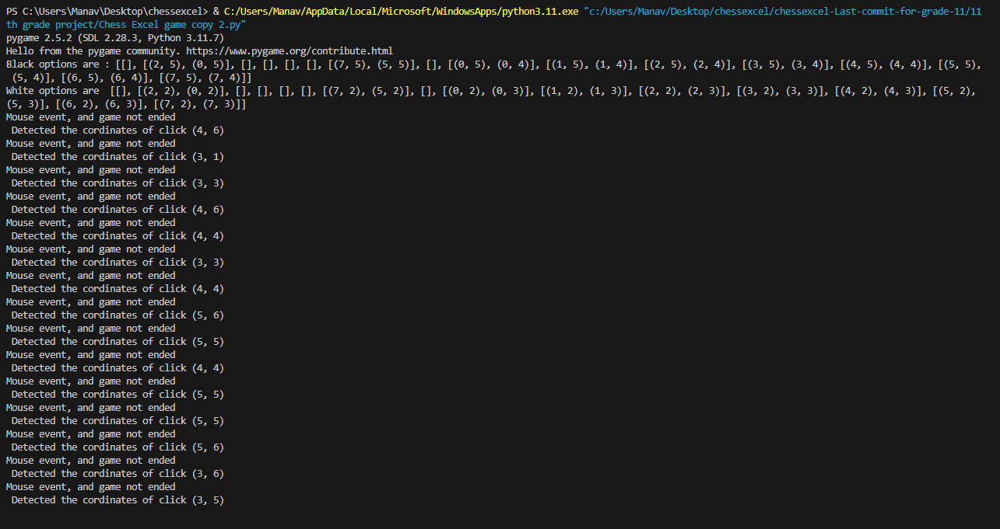 PS C:\Users\Manav\Desktop\chessexcel> & C:/Users/Manav/AppData/Local/Microsoft/WindowsApps/python3.11.exe "c:/Users/Manav/Desktop/chessexcel/chessexcel-Last-commit-for-grade-11/11
th grade project/Chess Excel game copy 2.py"
pygame 2.5.2 (SDL 2.28.3, Python 3.11.7)
Hello from the pygame community. https://www.pygame.org/contribute.html
Black options are : [[], [(2, 5), (0, 5)], [], [], [], [], [(7, 5), (5, 5)], [], [(0, 5), (0, 4)], [(1, 5), (1, 4)], [(2, 5), (2, 4)], [(3, 5), (3, 4)], [(4, 5), (4, 4)], [(5, 5),
 (5, 4)], [(6, 5), (6, 4)], [(7, 5), (7, 4)]]
White options are  [[], [(2, 2), (0, 2)], [], [], [], [], [(7, 2), (5, 2)], [], [(0, 2), (0, 3)], [(1, 2), (1, 3)], [(2, 2), (2, 3)], [(3, 2), (3, 3)], [(4, 2), (4, 3)], [(5, 2),
(5, 3)], [(6, 2), (6, 3)], [(7, 2), (7, 3)]]
Mouse event, and game not ended
 Detected the cordinates of click (4, 6)
Mouse event, and game not ended
 Detected the cordinates of click (3, 1)
Mouse event, and game not ended
 Detected the cordinates of click (3, 3)
Mouse event, and game not ended
 Detected the cordinates of click (4, 6)
Mouse event, and game not ended
 Detected the cordinates of click (4, 4)
Mouse event, and game not ended
 Detected the cordinates of click (3, 3)
Mouse event, and game not ended
 Detected the cordinates of click (4, 4)
Mouse event, and game not ended
 Detected the cordinates of click (5, 6)
Mouse event, and game not ended
 Detected the cordinates of click (5, 5)
Mouse event, and game not ended
 Detected the cordinates of click (4, 4)
Mouse event, and game not ended
 Detected the cordinates of click (5, 5)
Mouse event, and game not ended
 Detected the cordinates of click (5, 5)
Mouse event, and game not ended
 Detected the cordinates of click (5, 6)
Mouse event, and game not ended
 Detected the cordinates of click (3, 6)
Mouse event, and game not ended
 Detected the cordinates of click (3, 5)